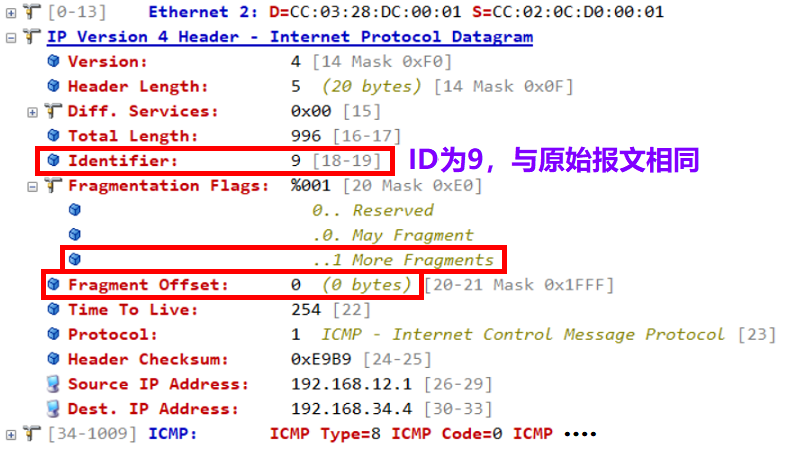 [0-13] Ethernet 2: D=CC:03:28:DC:00:01 S=CC:02:0C:D0:00:01
IP Version 4 Header - Internet Protocol Datagram
Version: 4 [14 Mask 0xF0]
Header Length: 5 (20 bytes) [14 Mask 0x0F]
Diff. Services: 0x00 [15]
Total Length: 996 [16-17]
Identifier: 9 [18-19] ID为9，与原始报文相同
Fragmentation Flags: %001 [20 Mask 0xE0]
0.. Reserved
.0. May Fragment
..1 More Fragments
Fragment Offset: 0 (0 bytes) [20-21 Mask 0x1FFF]
Time To Live: 254 [22]
Protocol: 1 ICMP - Internet Control Message Protocol [23]
Header Checksum: 0xE9B9 [24-25]
Source IP Address: 192.168.12.1 [26-29]
Dest. IP Address: 192.168.34.4 [30-33]
[34-1009] ICMP: ICMP Type=8 ICMP Code=0 ICMP ····